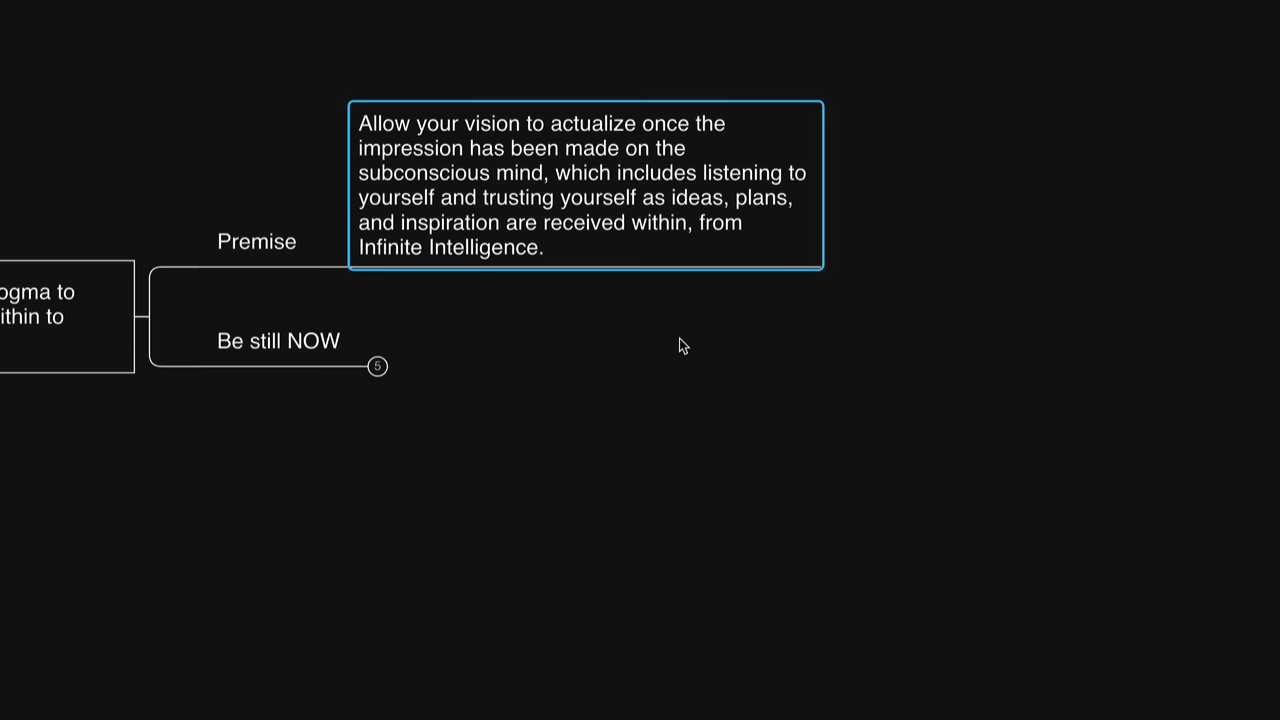 Allow your vision to actualize once the
impression has been made on the
subconscious mind, which includes listening to
yourself and trusting yourself as ideas, plans,
and inspiration are received within, from
Infinite Intelligence.
Premise
ogma to
ithin to
Be still NOW
5